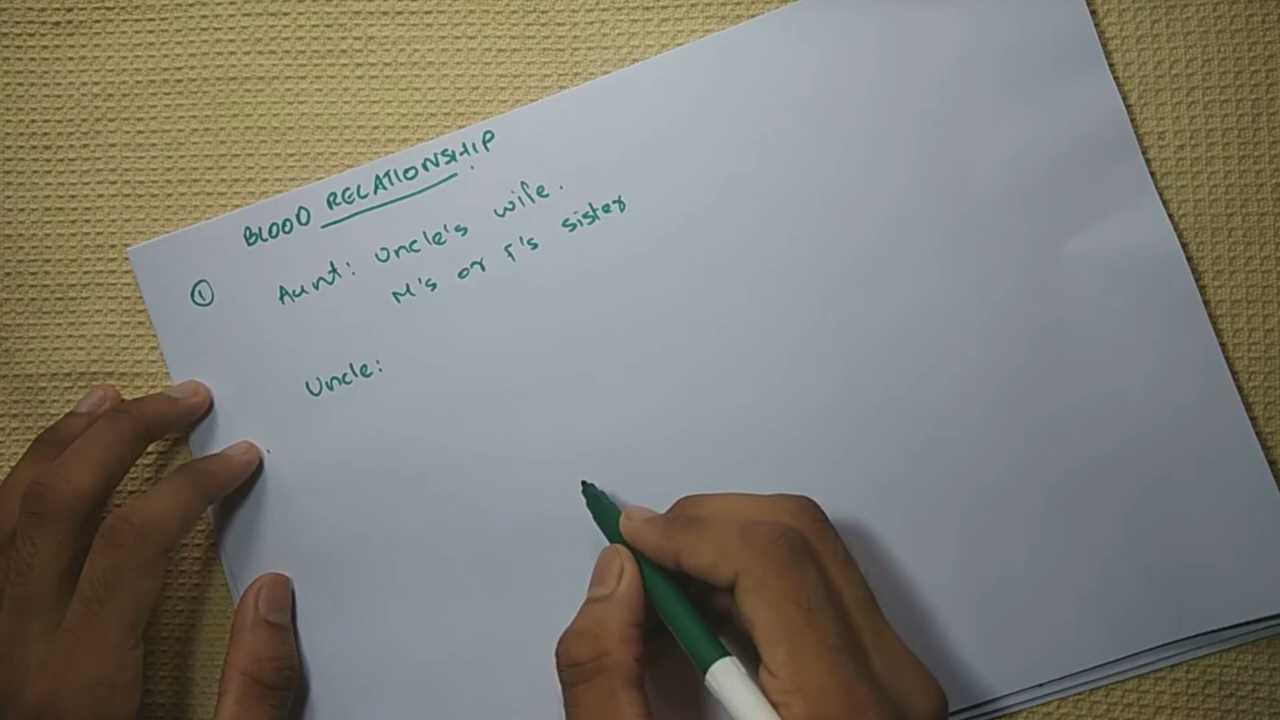 BLOOD RELATIONSHIP
① Aunt: Uncle's wife.
M's or F's sister
Uncle: